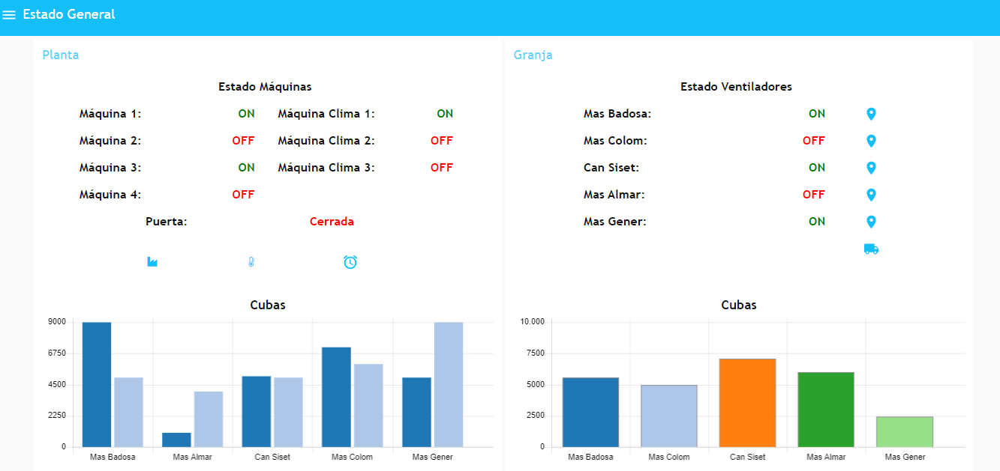 Estado General
Planta
Estado Máquinas
Máquina 1: ON Máquina Clima 1: ON
Máquina 2: OFF Máquina Clima 2: OFF
Máquina 3: ON Máquina Clima 3: OFF
Máquina 4: OFF
Puerta: Cerrada
Cubas
9000
6750
4500
2250
0
Mas Badosa Mas Almar Can Siset Mas Colom Mas Gener
Granja
Estado Ventiladores
Mas Badosa: ON
Mas Colom: OFF
Can Siset: ON
Mas Almar: OFF
Mas Gener: ON
Cubas
10.000
7500
5000
2500
0
Mas Badosa Mas Colom Can Siset Mas Almar Mas Gener